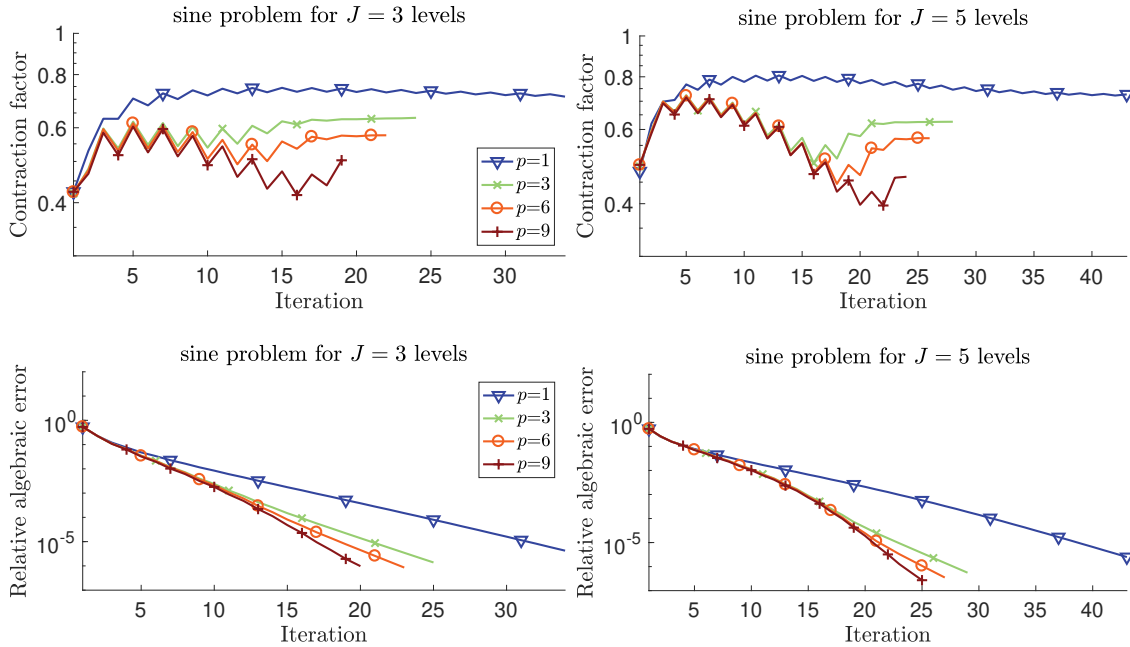 sine problem for J = 3 levels
Contraction factor
1
0.8
0.6
0.4
p=1
p=3
p=6
p=9
5 10 15 20 25 30
Iteration
sine problem for J = 5 levels
Contraction factor
1
0.8
0.6
0.4
5 10 15 20 25 30 35 40
Iteration
sine problem for J = 3 levels
Relative algebraic error
10^0
10^-5
p=1
p=3
p=6
p=9
5 10 15 20 25 30
Iteration
sine problem for J = 5 levels
Relative algebraic error
10^0
10^-5
5 10 15 20 25 30 35 40
Iteration